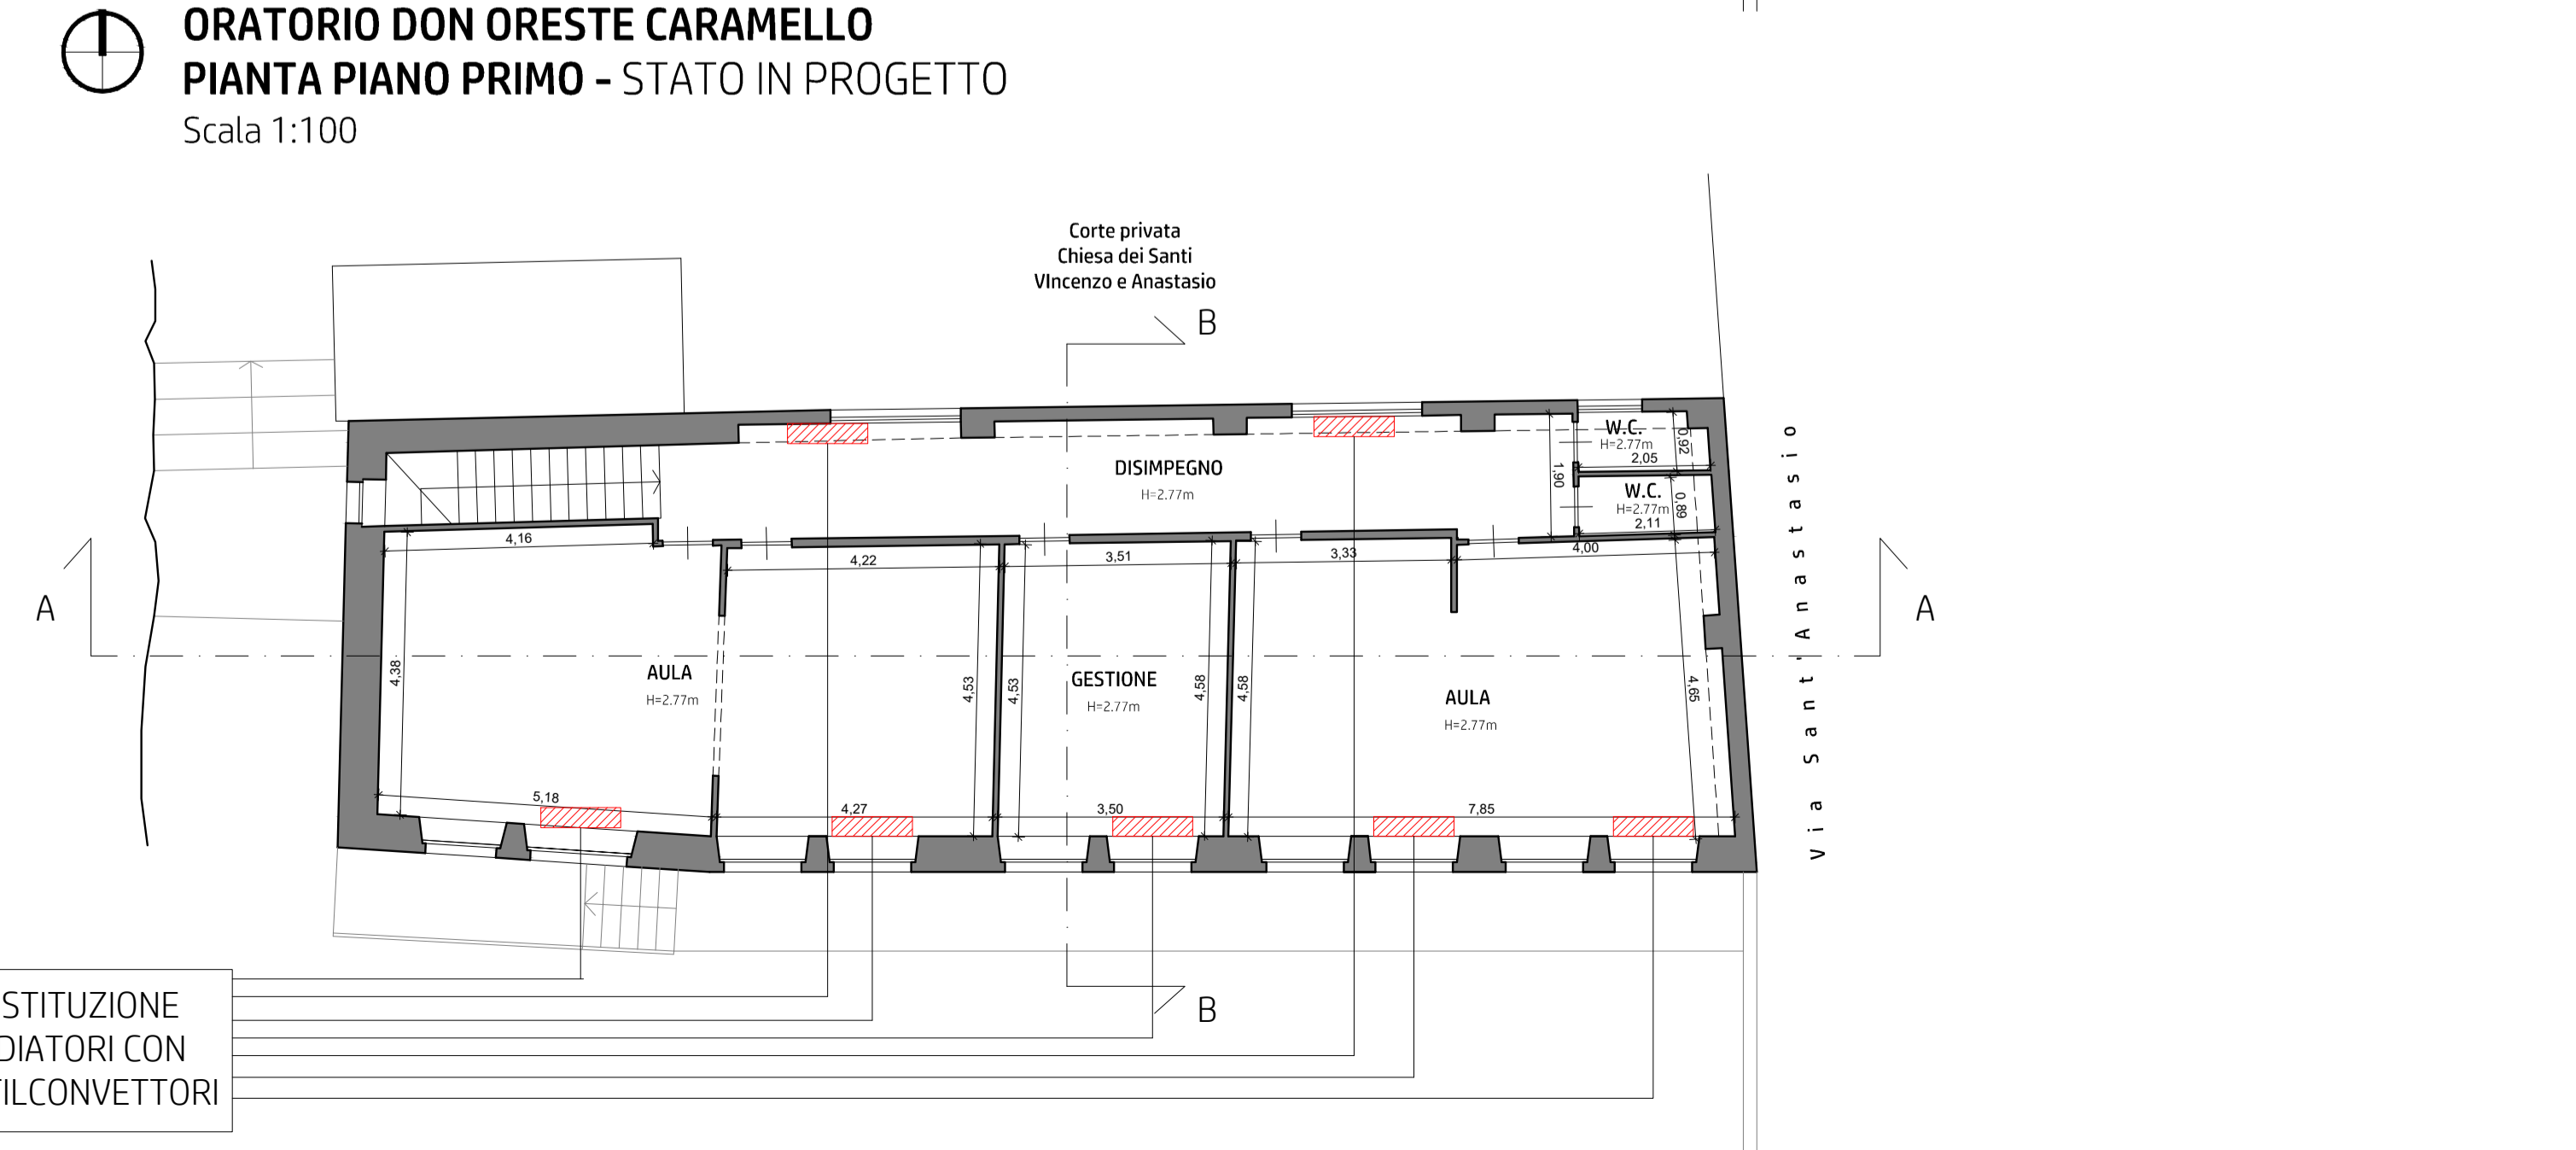 ORATORIO DON ORESTE CARAMELLO
PIANTA PIANO PRIMO - STATO IN PROGETTO
Scala 1:100
Corte privata
Chiesa dei Santi
VIncenzo e Anastasio
B
DISIMPEGNO
H=2.77m
W.C.
H=2.77m
2,05
0,92
1,90
W.C.
H=2.77m
2,11
0,89
4,16
4,22
3,51
3,33
4,00
A
A
4,38
AULA
H=2.77m
4,53
4,53
GESTIONE
H=2.77m
4,58
4,58
AULA
H=2.77m
4,65
5,18
4,27
3,50
7,85
Via Sant'Anastasio
B
STITUZIONE
DIATORI CON
ILCONVETTORI